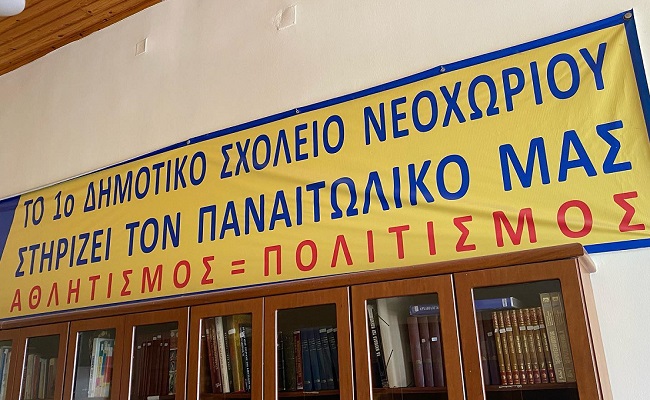 ΤΟ 1ο ΔΗΜΟΤΙΚΟ ΣΧΟΛΕΙΟ ΝΕΟΧΩΡΙΟΥ
ΣΤΗΡΙΖΕΙ ΤΟΝ ΠΑΝΑΙΤΩΛΙΚΟ ΜΑΣ
ΑΘΛΗΤΙΣΜΟΣ = ΠΟΛΙΤΙΣΜΟΣ